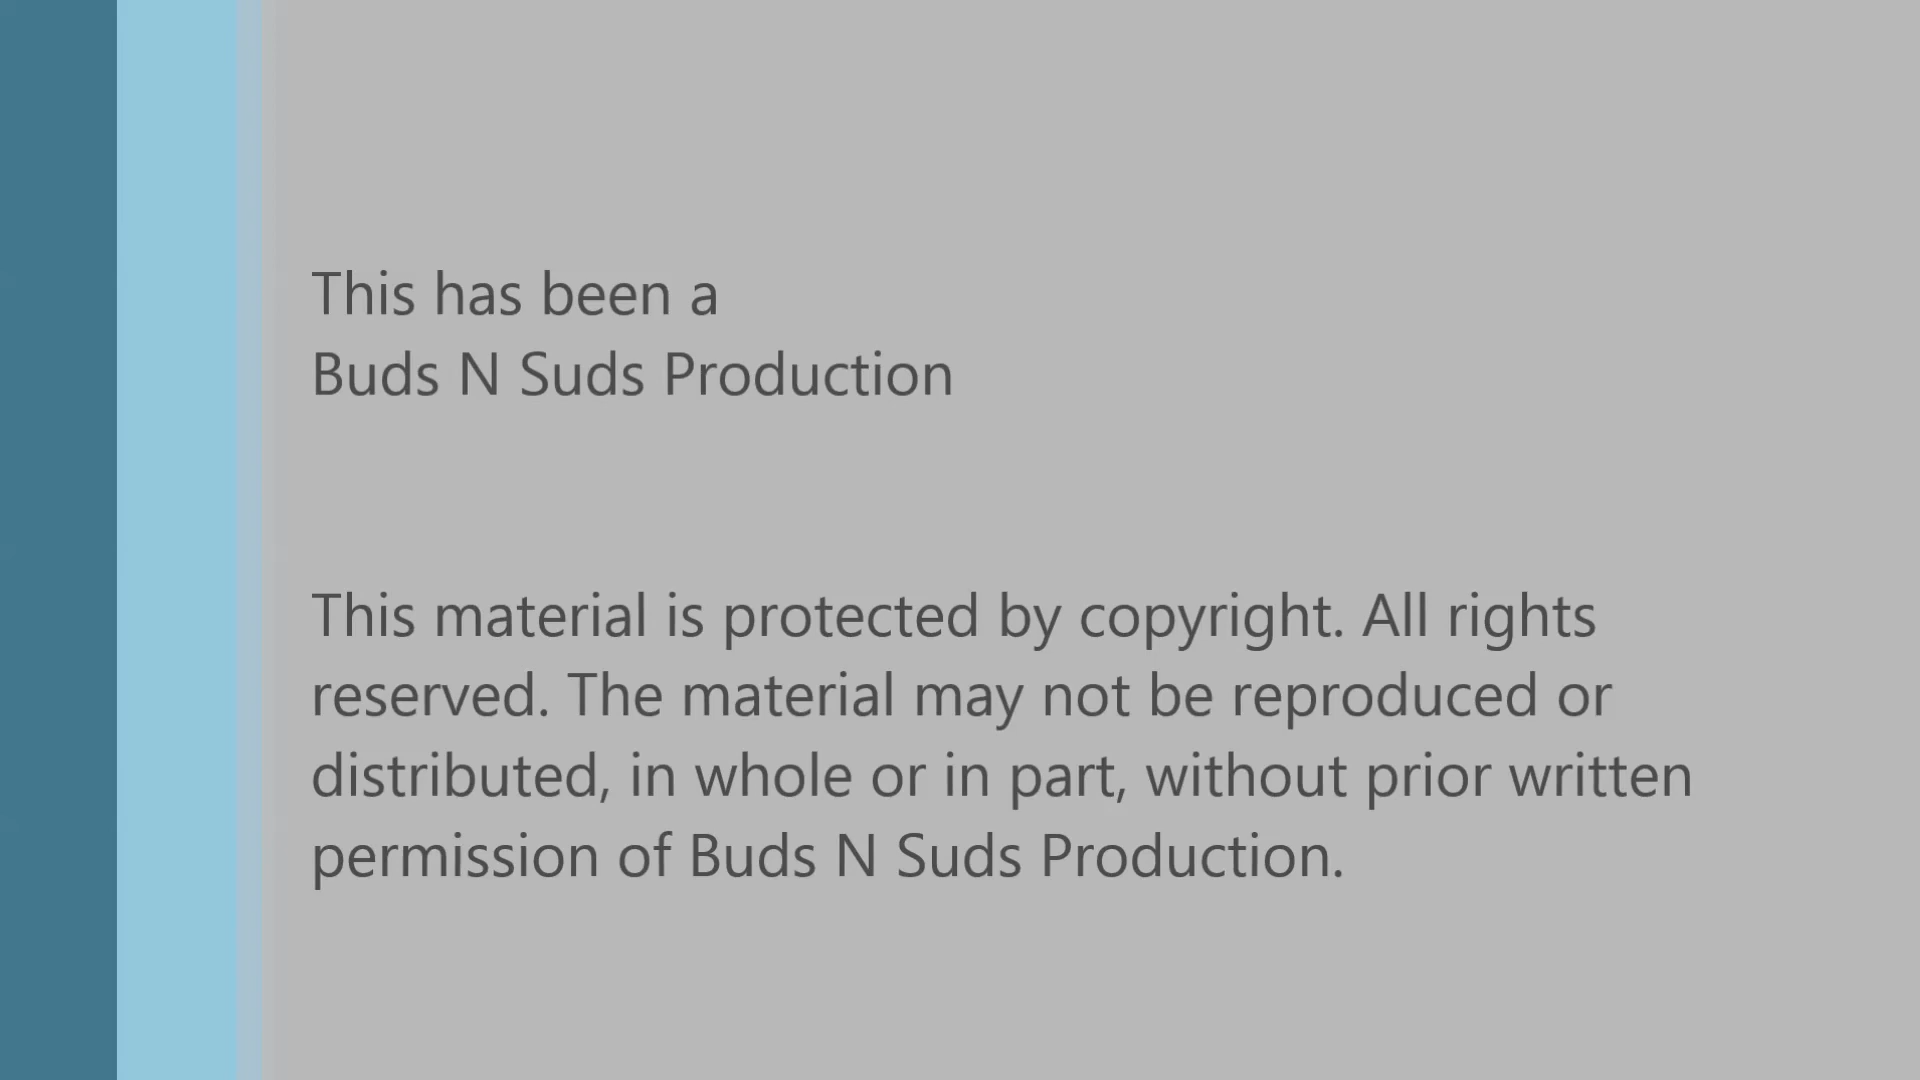 This has been a
Buds N Suds Production
This material is protected by copyright. All rights
reserved. The material may not be reproduced or
distributed, in whole or in part, without prior written
permission of Buds N Suds Production.